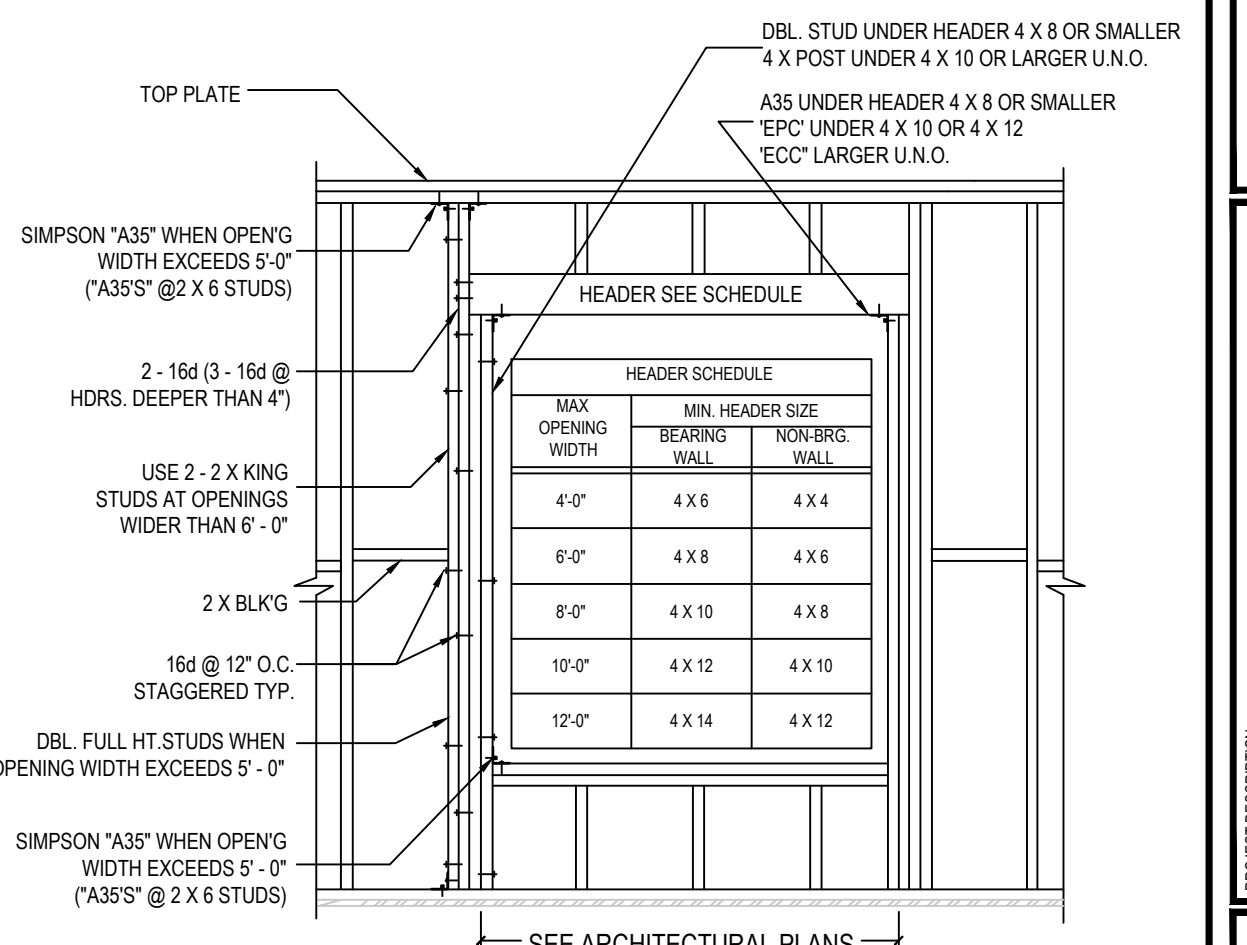 DBL. STUD UNDER HEADER 4 X 8 OR SMALLER
4 X POST UNDER 4 X 10 OR LARGER U.N.O.
TOP PLATE
A35 UNDER HEADER 4 X 8 OR SMALLER
'EPC' UNDER 4 X 10 OR 4 X 12
'ECC" LARGER U.N.O.
SIMPSON "A35" WHEN OPEN'G
WIDTH EXCEEDS 5'-0"
("A35'S" @2 X 6 STUDS)
HEADER SEE SCHEDULE
2 - 16d (3 - 16d @
HDRS. DEEPER THAN 4")
USE 2 - 2 X KING
STUDS AT OPENINGS
WIDER THAN 6' - 0"
2 X BLK'G
16d @ 12" O.C.
STAGGERED TYP.
DBL. FULL HT.STUDS WHEN
OPENING WIDTH EXCEEDS 5' - 0"
SIMPSON "A35" WHEN OPEN'G
WIDTH EXCEEDS 5' - 0"
("A35'S" @ 2 X 6 STUDS)
HEADER SCHEDULE
MAX
OPENING
WIDTH
MIN. HEADER SIZE
BEARING
WALL
NON-BRG.
WALL
4'-0" 4 X 6 4 X 4
6'-0" 4 X 8 4 X 6
8'-0" 4 X 10 4 X 8
10'-0" 4 X 12 4 X 10
12'-0" 4 X 14 4 X 12
SEE ARCHITECTURAL PLANS
PROJECT DESCRIPTION